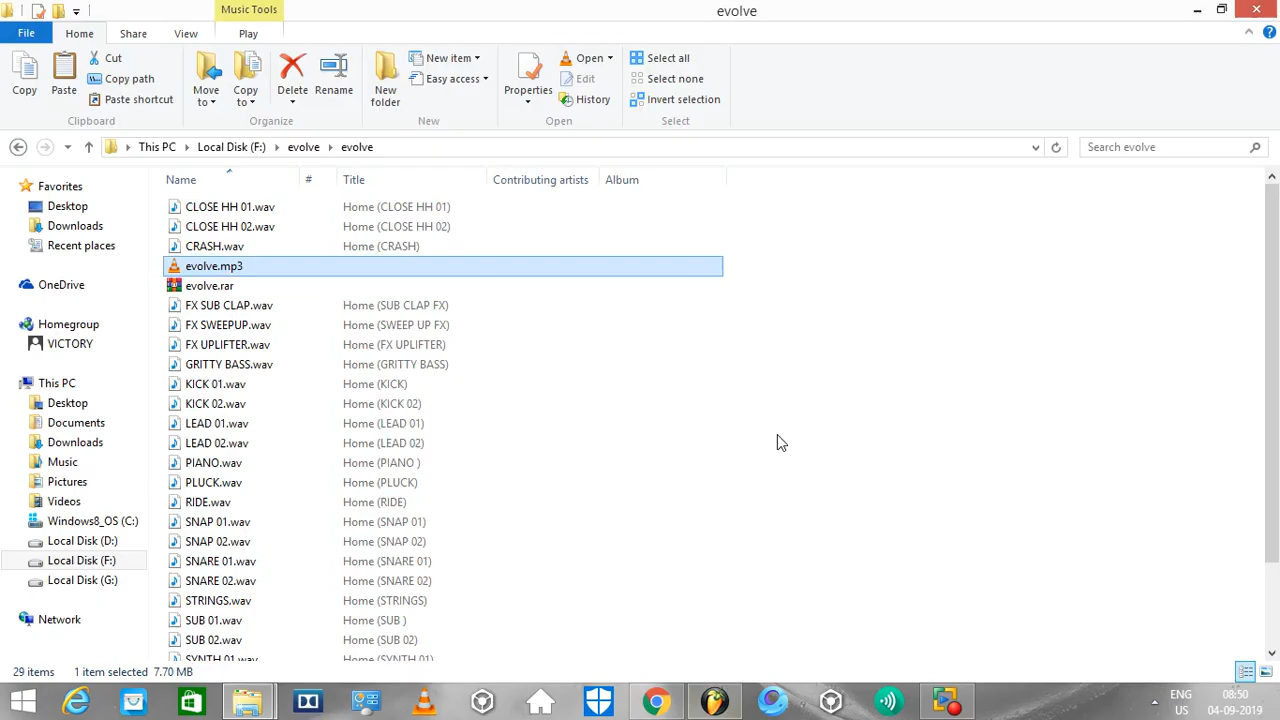 Music Tools
evolve
File Home Share View Play
Copy
Paste
Cut
Copy path
Paste shortcut
Clipboard
Move to
Copy to
Delete
Rename
Organize
New folder
New item
Easy access
New
Properties
Open
Edit
History
Open
Select all
Select none
Invert selection
Select
This PC Local Disk (F:) evolve evolve
Search evolve
Favorites
Desktop
Downloads
Recent places
OneDrive
Homegroup
VICTORY
This PC
Desktop
Documents
Downloads
Music
Pictures
Videos
Windows8_OS (C:)
Local Disk (D:)
Local Disk (F:)
Local Disk (G:)
Network
Name # Title Contributing artists Album
CLOSE HH 01.wav Home (CLOSE HH 01)
CLOSE HH 02.wav Home (CLOSE HH 02)
CRASH.wav Home (CRASH)
evolve.mp3
evolve.rar
FX SUB CLAP.wav Home (SUB CLAP FX)
FX SWEEPUP.wav Home (SWEEP UP FX)
FX UPLIFTER.wav Home (FX UPLIFTER)
GRITTY BASS.wav Home (GRITTY BASS)
KICK 01.wav Home (KICK)
KICK 02.wav Home (KICK 02)
LEAD 01.wav Home (LEAD 01)
LEAD 02.wav Home (LEAD 02)
PIANO.wav Home (PIANO )
PLUCK.wav Home (PLUCK)
RIDE.wav Home (RIDE)
SNAP 01.wav Home (SNAP 01)
SNAP 02.wav Home (SNAP 02)
SNARE 01.wav Home (SNARE 01)
SNARE 02.wav Home (SNARE 02)
STRINGS.wav Home (STRINGS)
SUB 01.wav Home (SUB )
SUB 02.wav Home (SUB 02)
SYNTH 01.wav Home (SYNTH 01)
29 items 1 item selected 7.70 MB
ENG
US
08:50
04-09-2019